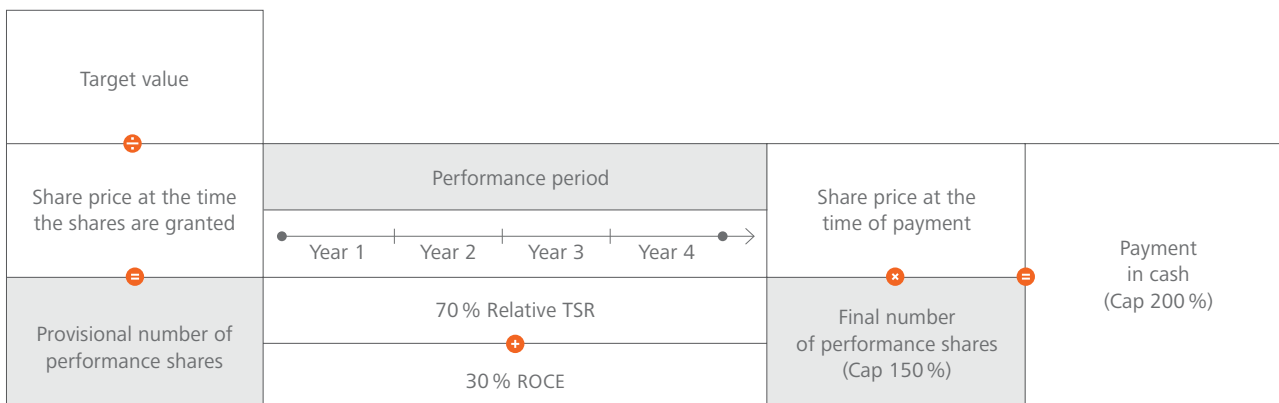 Target value
÷
Share price at the time
the shares are granted
=
Provisional number of
performance shares
Performance period
Year 1 Year 2 Year 3 Year 4
70 % Relative TSR
+
30 % ROCE
Share price at the
time of payment
×
Final number
of performance shares
(Cap 150 %)
=
Payment
in cash
(Cap 200 %)